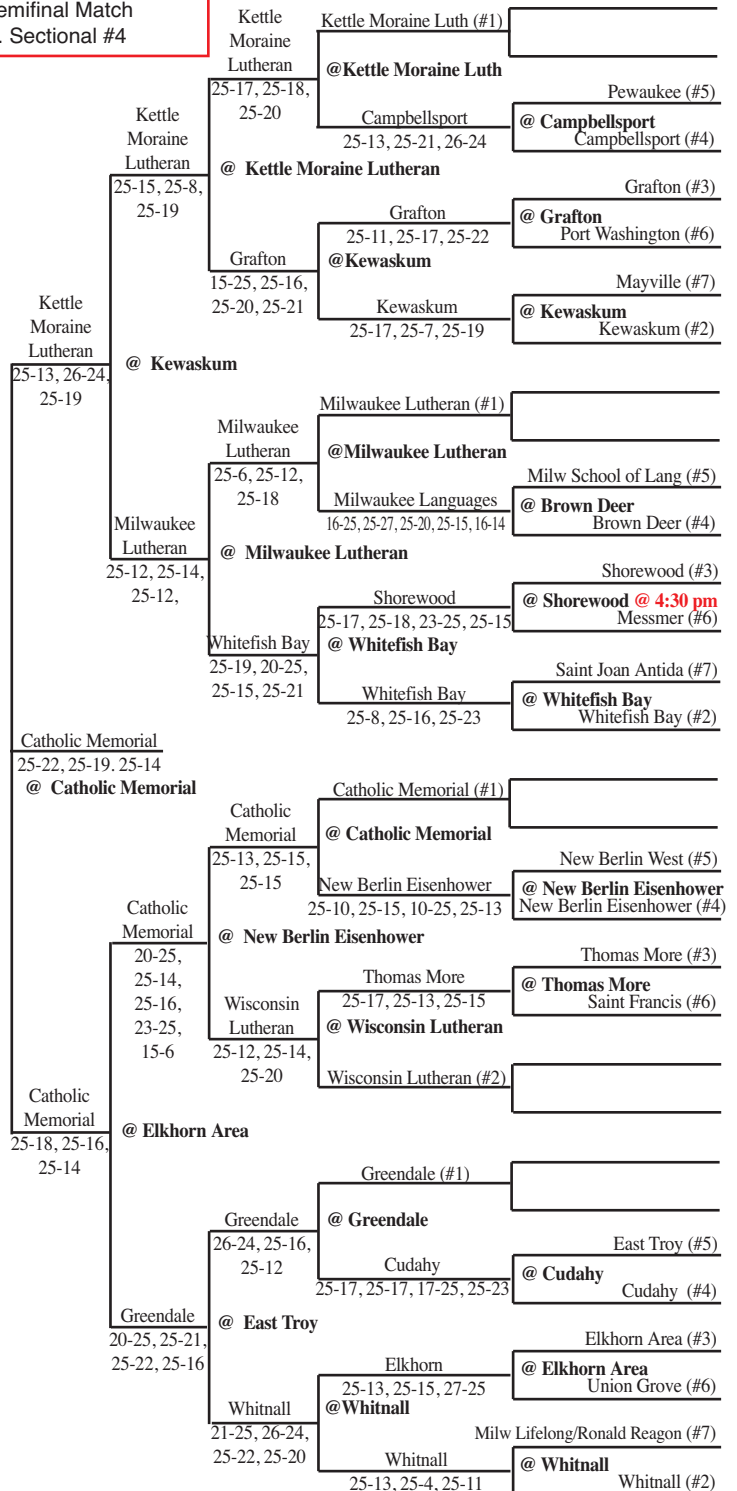 emifinal Match
. Sectional #4
Kettle
Moraine
Lutheran
25-17, 25-18,
25-20
Kettle Moraine Luth (#1)
@Kettle Moraine Luth
Campbellsport
25-13, 25-21, 26-24
Pewaukee (#5)
@ Campbellsport
Campbellsport (#4)
Kettle
Moraine
Lutheran
25-15, 25-8,
25-19
@ Kettle Moraine Lutheran
Grafton (#3)
@ Grafton
Port Washington (#6)
Grafton
25-11, 25-17, 25-22
@Kewaskum
Grafton
15-25, 25-16,
25-20, 25-21
Kewaskum
25-17, 25-7, 25-19
Mayville (#7)
@ Kewaskum
Kewaskum (#2)
Kettle
Moraine
Lutheran
25-13, 26-24,
25-19
@ Kewaskum
Milwaukee Lutheran (#1)
Milwaukee
Lutheran
25-6, 25-12,
25-18
@Milwaukee Lutheran
Milwaukee Languages
16-25, 25-27, 25-20, 25-15, 16-14
Milw School of Lang (#5)
@ Brown Deer
Brown Deer (#4)
Milwaukee
Lutheran
25-12, 25-14,
25-12,
@ Milwaukee Lutheran
Shorewood (#3)
@ Shorewood @ 4:30 pm
Messmer (#6)
Shorewood
25-17, 25-18, 23-25, 25-15
@ Whitefish Bay
Whitefish Bay
25-19, 20-25,
25-15, 25-21
Whitefish Bay
25-8, 25-16, 25-23
Saint Joan Antida (#7)
@ Whitefish Bay
Whitefish Bay (#2)
Catholic Memorial
25-22, 25-19. 25-14
@ Catholic Memorial
Catholic Memorial (#1)
Catholic
Memorial
25-13, 25-15,
25-15
@ Catholic Memorial
New Berlin Eisenhower
25-10, 25-15, 10-25, 25-13
New Berlin West (#5)
@ New Berlin Eisenhower
New Berlin Eisenhower (#4)
Catholic
Memorial
20-25,
25-14,
25-16,
23-25,
15-6
@ New Berlin Eisenhower
Thomas More (#3)
@ Thomas More
Saint Francis (#6)
Thomas More
25-17, 25-13, 25-15
@ Wisconsin Lutheran
Wisconsin
Lutheran
25-12, 25-14,
25-20
Wisconsin Lutheran (#2)
Catholic
Memorial
25-18, 25-16,
25-14
@ Elkhorn Area
Greendale (#1)
Greendale
26-24, 25-16,
25-12
@ Greendale
Cudahy
25-17, 25-17, 17-25, 25-23
East Troy (#5)
@ Cudahy
Cudahy (#4)
Greendale
20-25, 25-21,
25-22, 25-16
@ East Troy
Elkhorn Area (#3)
@ Elkhorn Area
Union Grove (#6)
Elkhorn
25-13, 25-15, 27-25
@Whitnall
Whitnall
21-25, 26-24,
25-22, 25-20
Whitnall
25-13, 25-4, 25-11
Milw Lifelong/Ronald Reagon (#7)
@ Whitnall
Whitnall (#2)